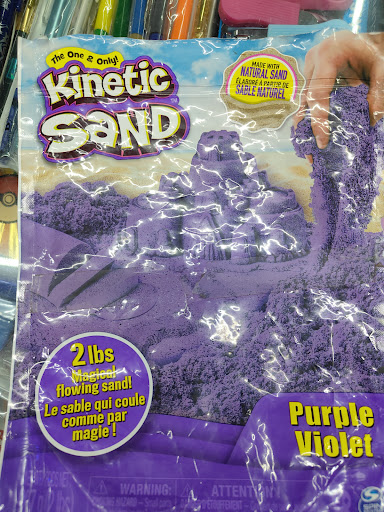 The One & Only!
Kinetic
SAND
MADE WITH
NATURAL SAND
ÉLABORÉ À PARTIR DE
SABLE NATUREL
2 lbs
Magical
flowing sand!
Le sable qui coule
comme par
magie !
Purple
Violet
WARNING:
ATTENTION